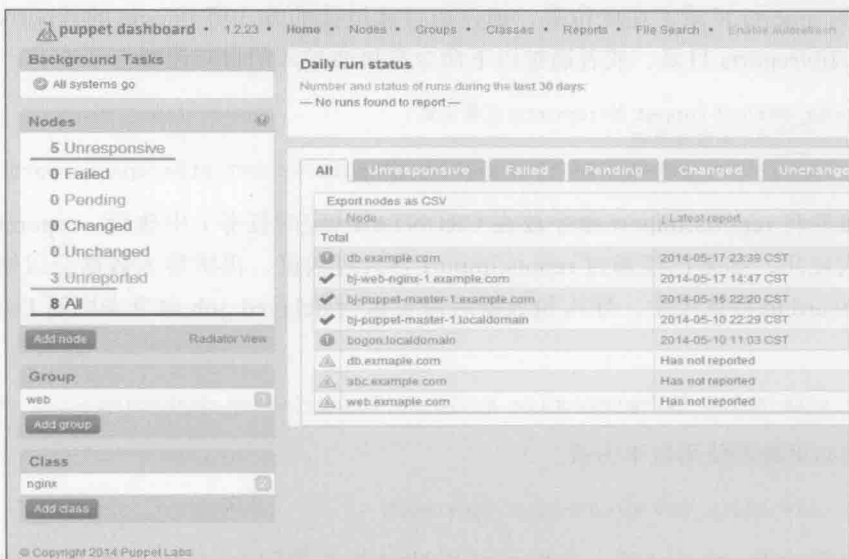 puppet dashboard • 1.2.23 • Home • Nodes • Groups • Classes • Reports • File Search • Enable autorefresh
Background Tasks
All systems go
Nodes
5 Unresponsive
0 Failed
0 Pending
0 Changed
0 Unchanged
3 Unreported
8 All
Add node Radiator View
Group
web
Add group
Class
nginx
Add class
© Copyright 2014 Puppet Labs
Daily run status
Number and status of runs during the last 30 days:
— No runs found to report —
All Unresponsive Failed Pending Changed Unchange
Export nodes as CSV
Node Latest report
Total
db.example.com 2014-05-17 23:39 CST
bj-web-nginx-1.example.com 2014-05-17 14:47 CST
bj-puppet-master-1.example.com 2014-05-16 22:20 CST
bj-puppet-master-1.localdomain 2014-05-10 22:29 CST
bogon.localdomain 2014-05-10 11:03 CST
db.exmaple.com Has not reported
abc.example.com Has not reported
web.exmaple.com Has not reported